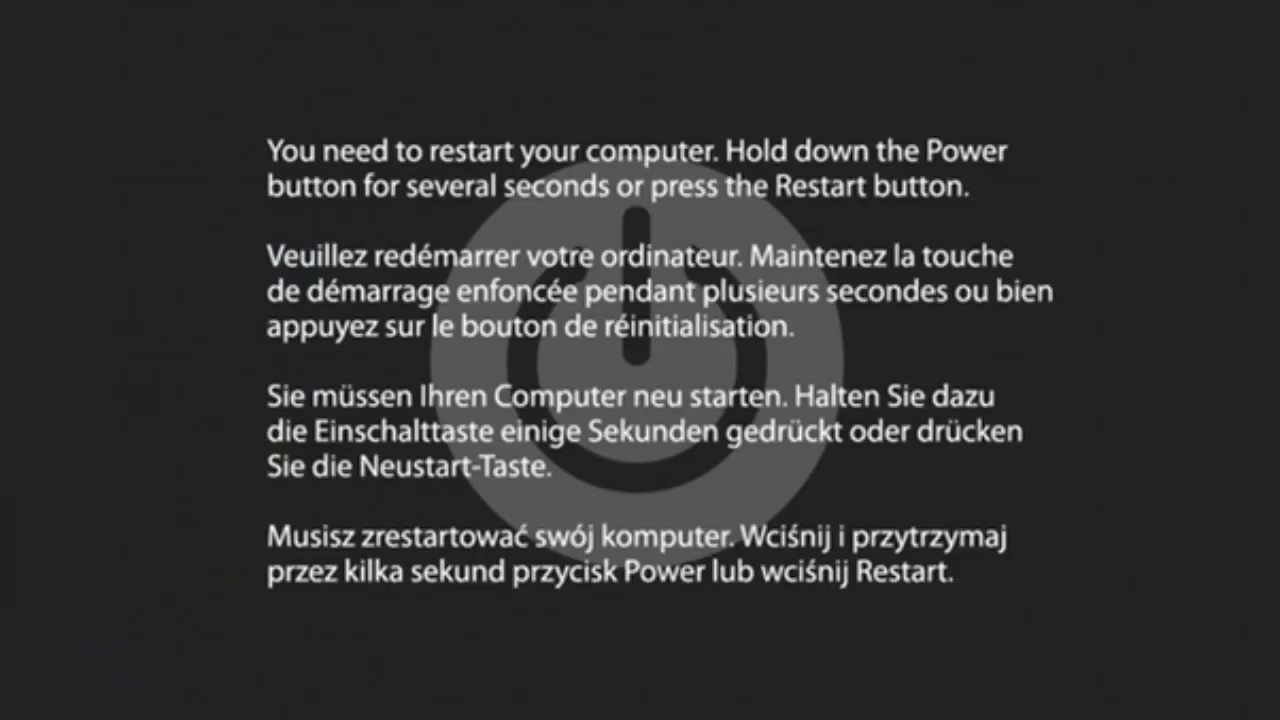 You need to restart your computer. Hold down the Power
button for several seconds or press the Restart button.
Veuillez redémarrer votre ordinateur. Maintenez la touche
de démarrage enfoncée pendant plusieurs secondes ou bien
appuyez sur le bouton de réinitialisation.
Sie müssen Ihren Computer neu starten. Halten Sie dazu
die Einschalttaste einige Sekunden gedrückt oder drücken
Sie die Neustart-Taste.
Musisz zrestartować swój komputer. Wciśnij i przytrzymaj
przez kilka sekund przycisk Power lub wciśnij Restart.